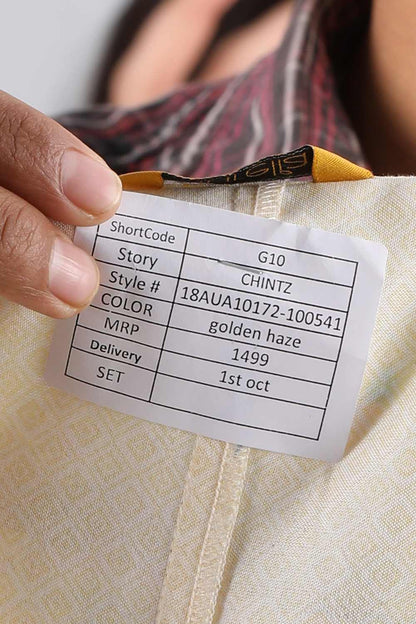 ShortCode G10
Story CHINTZ
Style # 18AUA10172-100541
COLOR golden haze
MRP 1499
Delivery 1st oct
SET